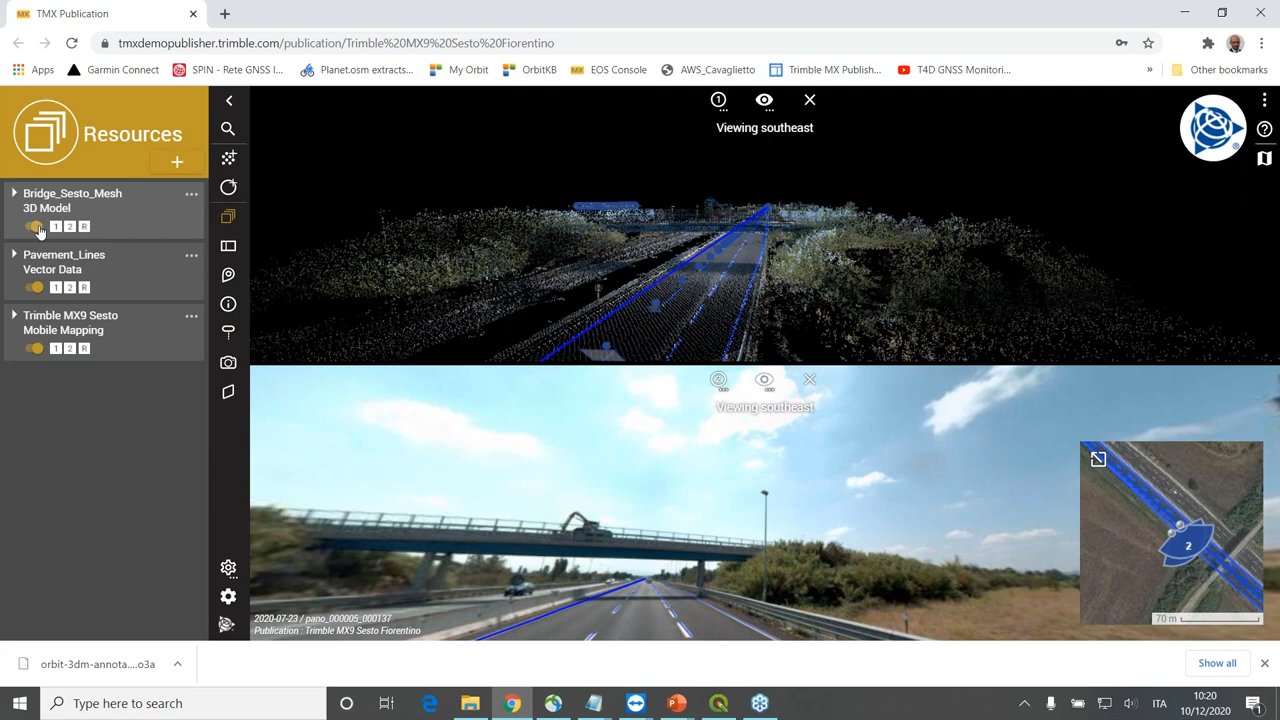 MX TMX Publication
tmxdemopublisher.trimble.com/publication/Trimble%20MX9%20Sesto%20Fiorentino
Apps
Garmin Connect
SPIN - Rete GNSS I...
Planet.osm extracts...
My Orbit
OrbitKB
MX EOS Console
AWS_Cavaglietto
Trimble MX Publish...
T4D GNSS Monitori...
»
Other bookmarks
Resources
+
Bridge_Sesto_Mesh
3D Model
1 2 R
Pavement_Lines
Vector Data
1 2 R
Trimble MX9 Sesto
Mobile Mapping
1 2 R
1
Viewing southeast
Viewing southeast
2
70 m
2020-07-23 / pano_000005_000137
Publication : Trimble MX9 Sesto Fiorentino
orbit-3dm-annota....o3a
Show all
Type here to search
ITA
10:20
10/12/2020
1